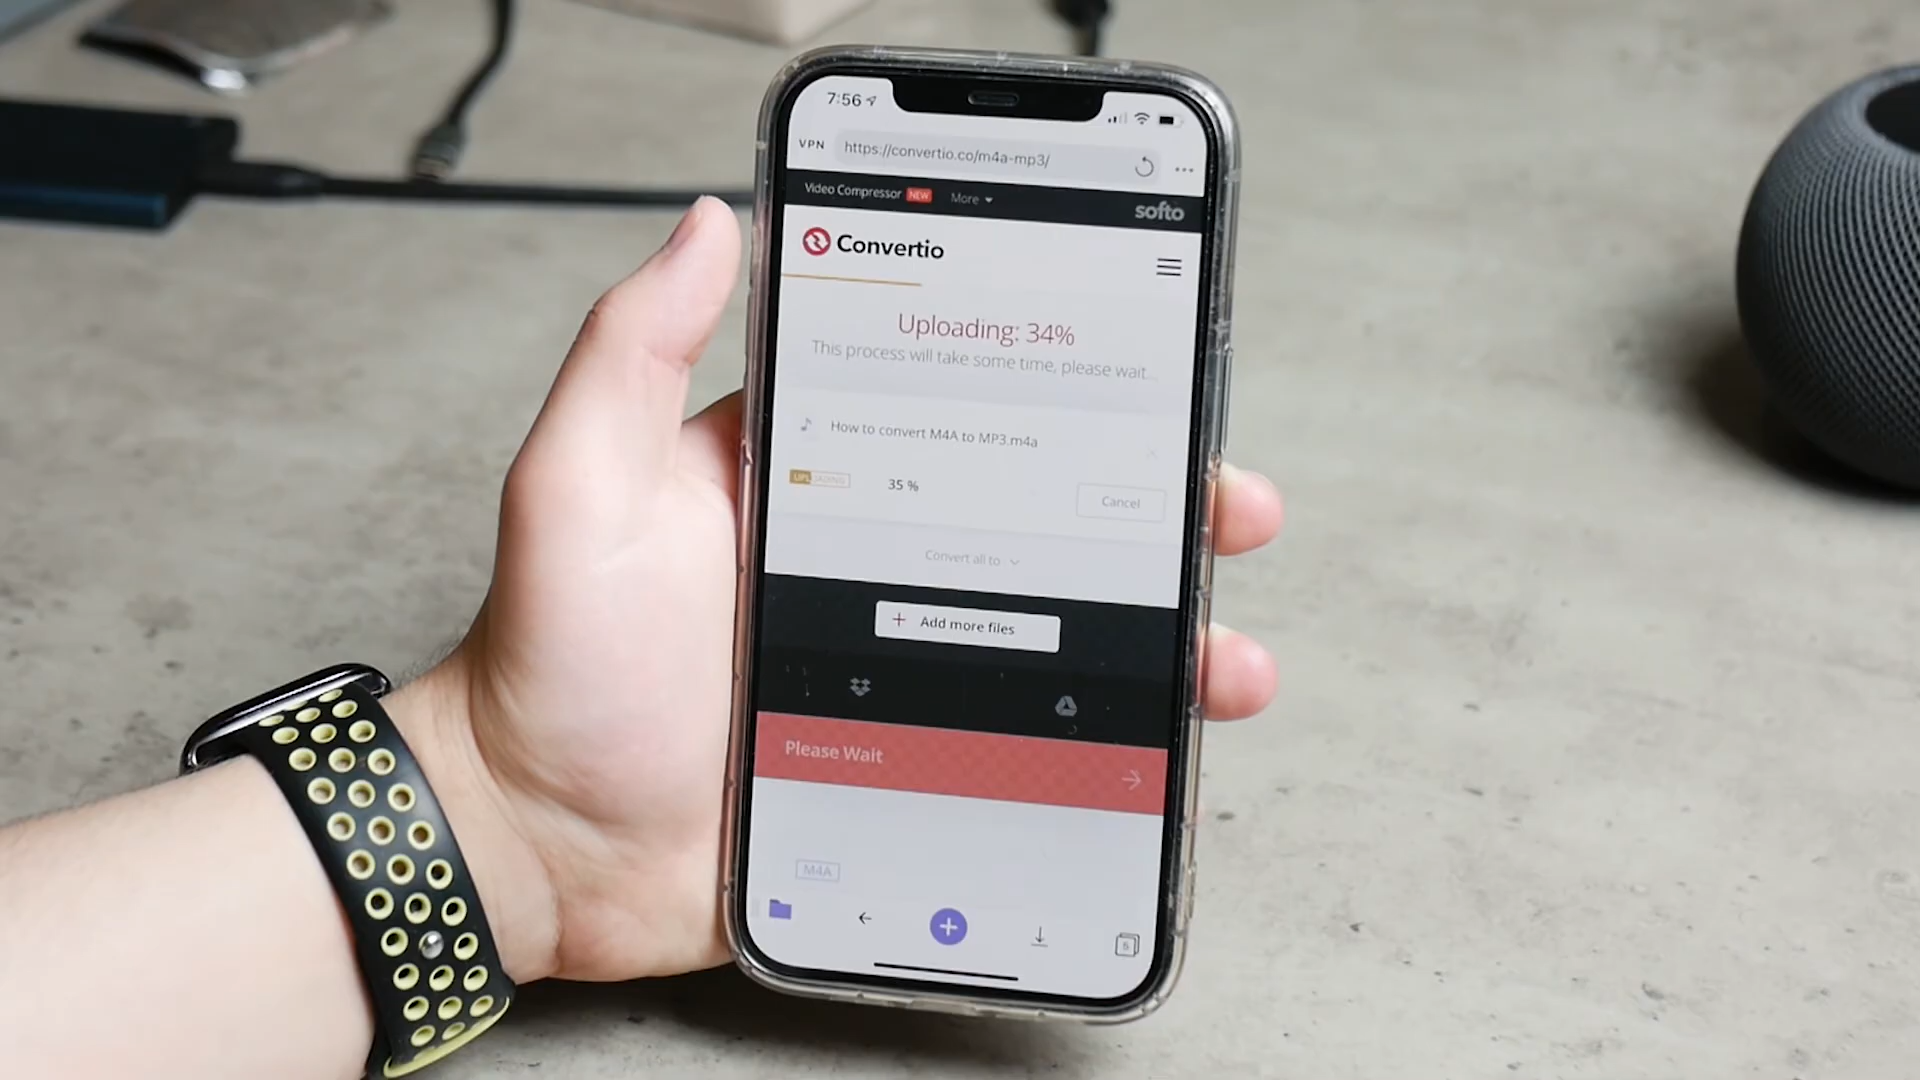 7:56
VPN https://convertio.co/m4a-mp3/
Video Compressor NEW More softo
Convertio
Uploading: 34%
This process will take some time, please wait...
How to convert M4A to MP3.m4a
UPLOADING 35 % Cancel
Convert all to
+ Add more files
Please Wait
M4A
5